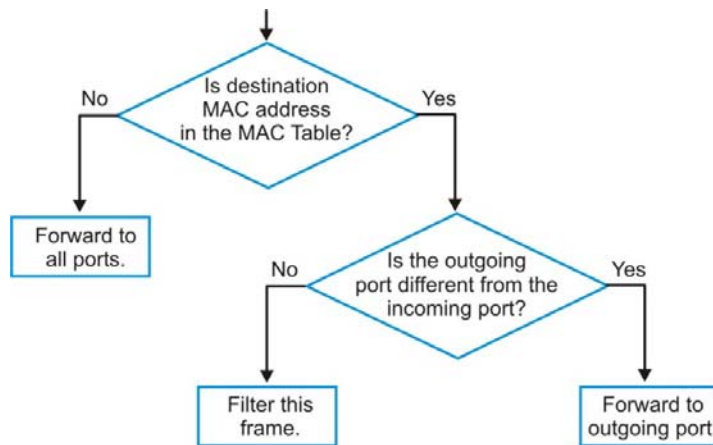 Is destination
MAC address
in the MAC Table?
No
Yes
Forward to
all ports.
Is the outgoing
port different from the
incoming port?
No
Yes
Filter this
frame.
Forward to
outgoing port